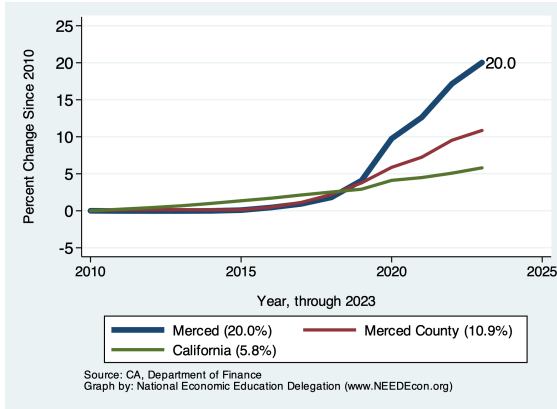 25
20
15
10
5
0
-5
Percent Change Since 2010
20.0
2010
2015
2020
2025
Year, through 2023
Merced (20.0%)
Merced County (10.9%)
California (5.8%)
Source: CA, Department of Finance
Graph by: National Economic Education Delegation (www.NEEDEcon.org)